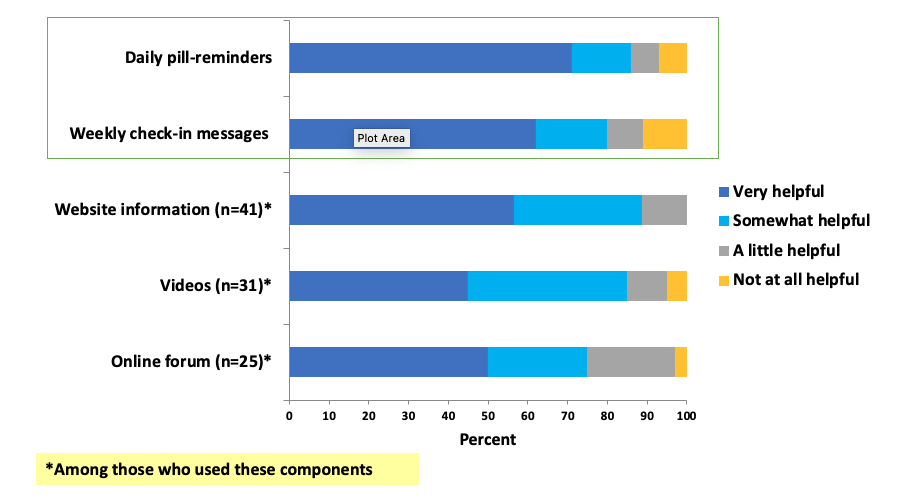 Daily pill-reminders
Weekly check-in messages
Plot Area
Website information (n=41)*
Videos (n=31)*
Online forum (n=25)*
Very helpful
Somewhat helpful
A little helpful
Not at all helpful
0 10 20 30 40 50 60 70 80 90 100
Percent
*Among those who used these components